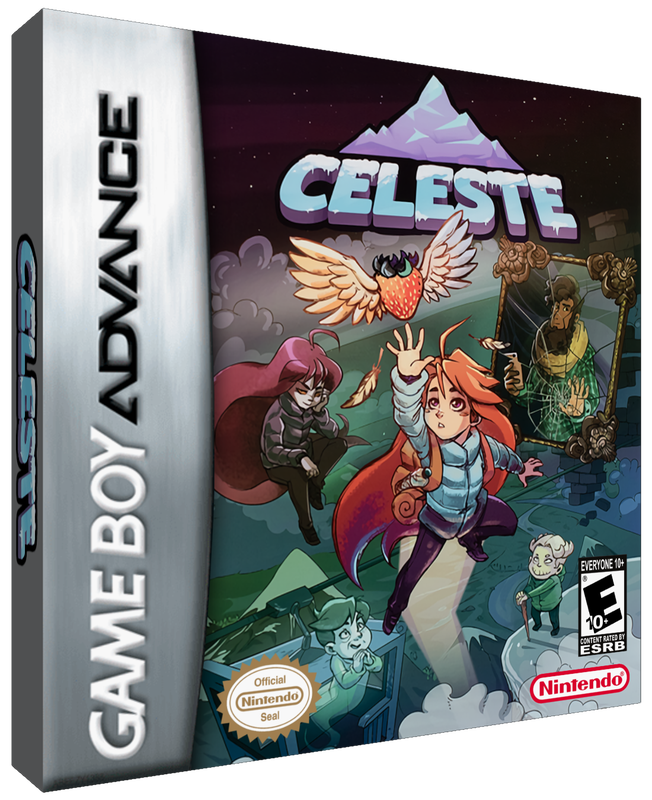 CELESTE
GAME BOY ADVANCE
CELESTE
Official
Nintendo
Seal
EVERYONE 10+
E
10+
®
CONTENT RATED BY
ESRB
Nintendo®